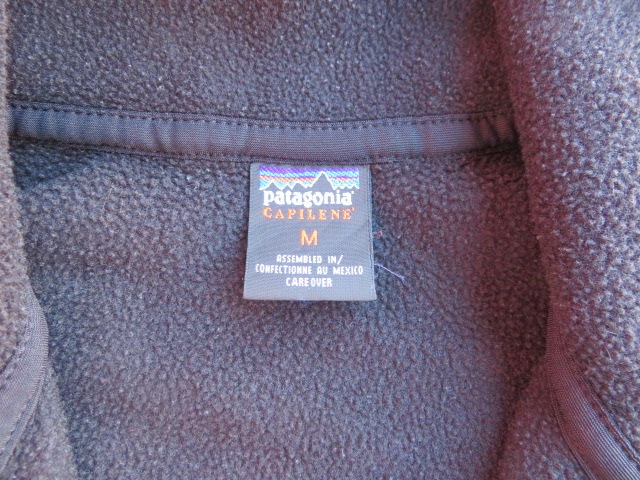 patagonia®
CAPILENE®
M
ASSEMBLED IN/
CONFECTIONNE AU MEXICO
CARE OVER